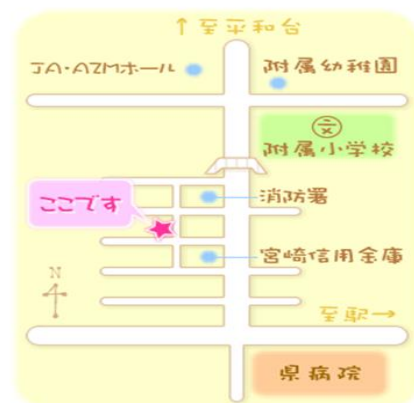 ↑至平和台
JA・AZMホール
附属幼稚園
文
附属小学校
ここです
消防署
宮崎信用金庫
N
至駅→
県病院